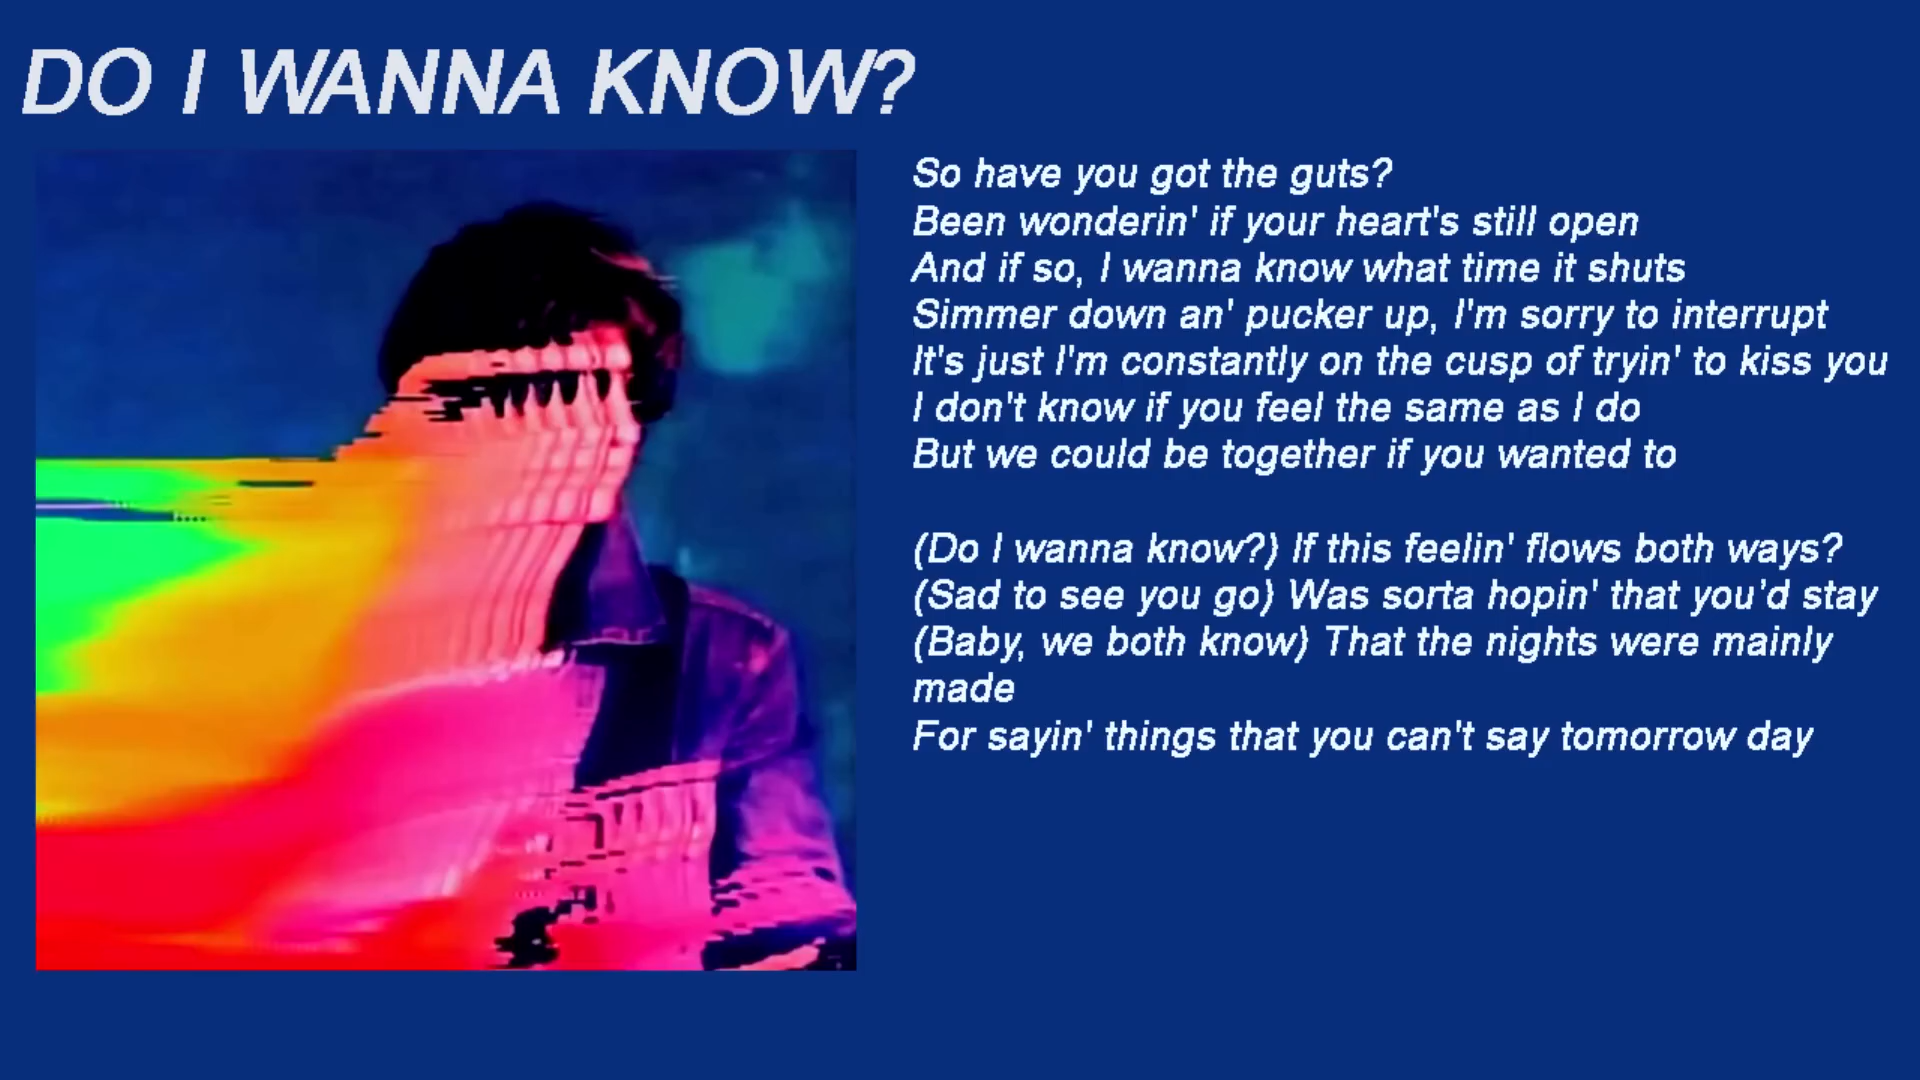 DO I WANNA KNOW?
So have you got the guts?
Been wonderin' if your heart's still open
And if so, I wanna know what time it shuts
Simmer down an' pucker up, I'm sorry to interrupt
It's just I'm constantly on the cusp of tryin' to kiss you
I don't know if you feel the same as I do
But we could be together if you wanted to
(Do I wanna know?) If this feelin' flows both ways?
(Sad to see you go) Was sorta hopin' that you'd stay
(Baby, we both know) That the nights were mainly
made
For sayin' things that you can't say tomorrow day